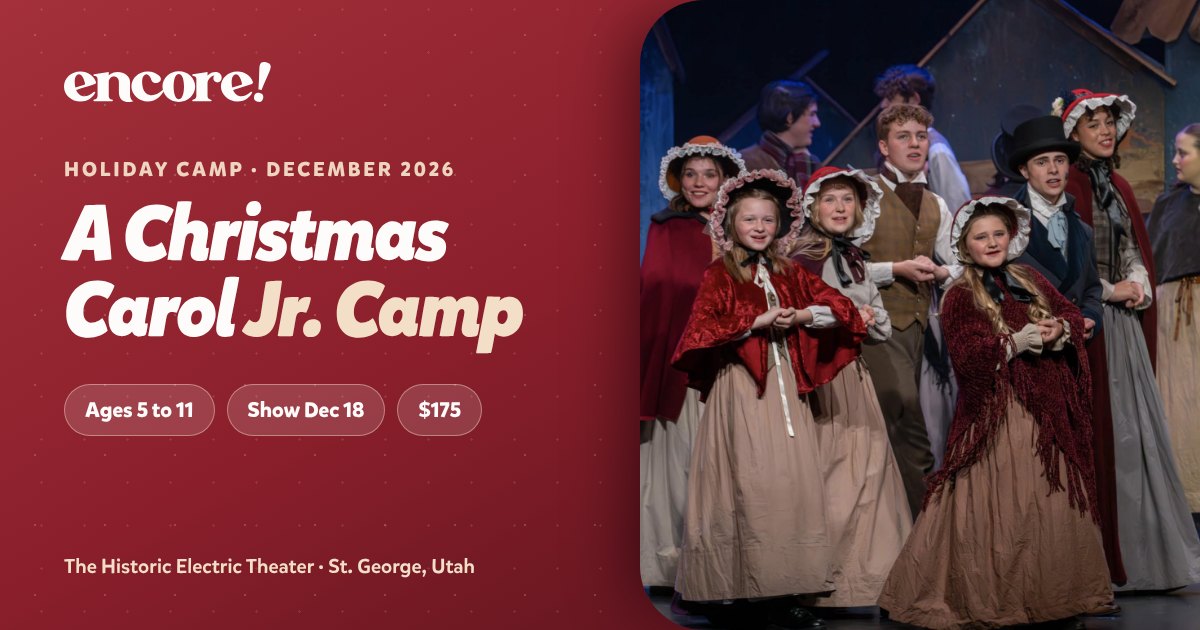 encore!
HOLIDAY CAMP · DECEMBER 2026
A Christmas
Carol Jr. Camp
Ages 5 to 11
Show Dec 18
$175
The Historic Electric Theater · St. George, Utah